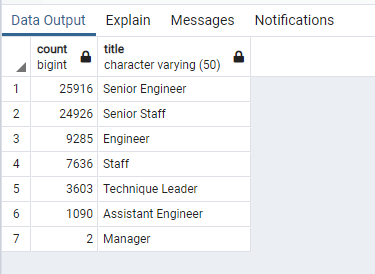 Data Output Explain Messages Notifications
count title
bigint character varying (50)
1 25916 Senior Engineer
2 24926 Senior Staff
3 9285 Engineer
4 7636 Staff
5 3603 Technique Leader
6 1090 Assistant Engineer
7 2 Manager